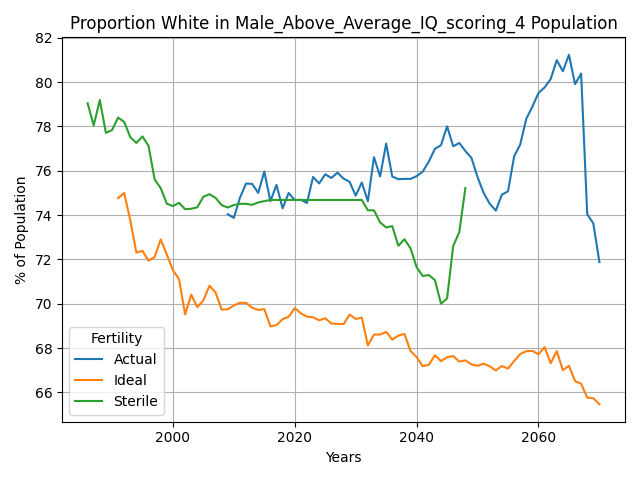 Proportion White in Male_Above_Average_IQ_scoring_4 Population
% of Population
82
80
78
76
74
72
70
68
66
Fertility
Actual
Ideal
Sterile
2000
2020
2040
2060
Years